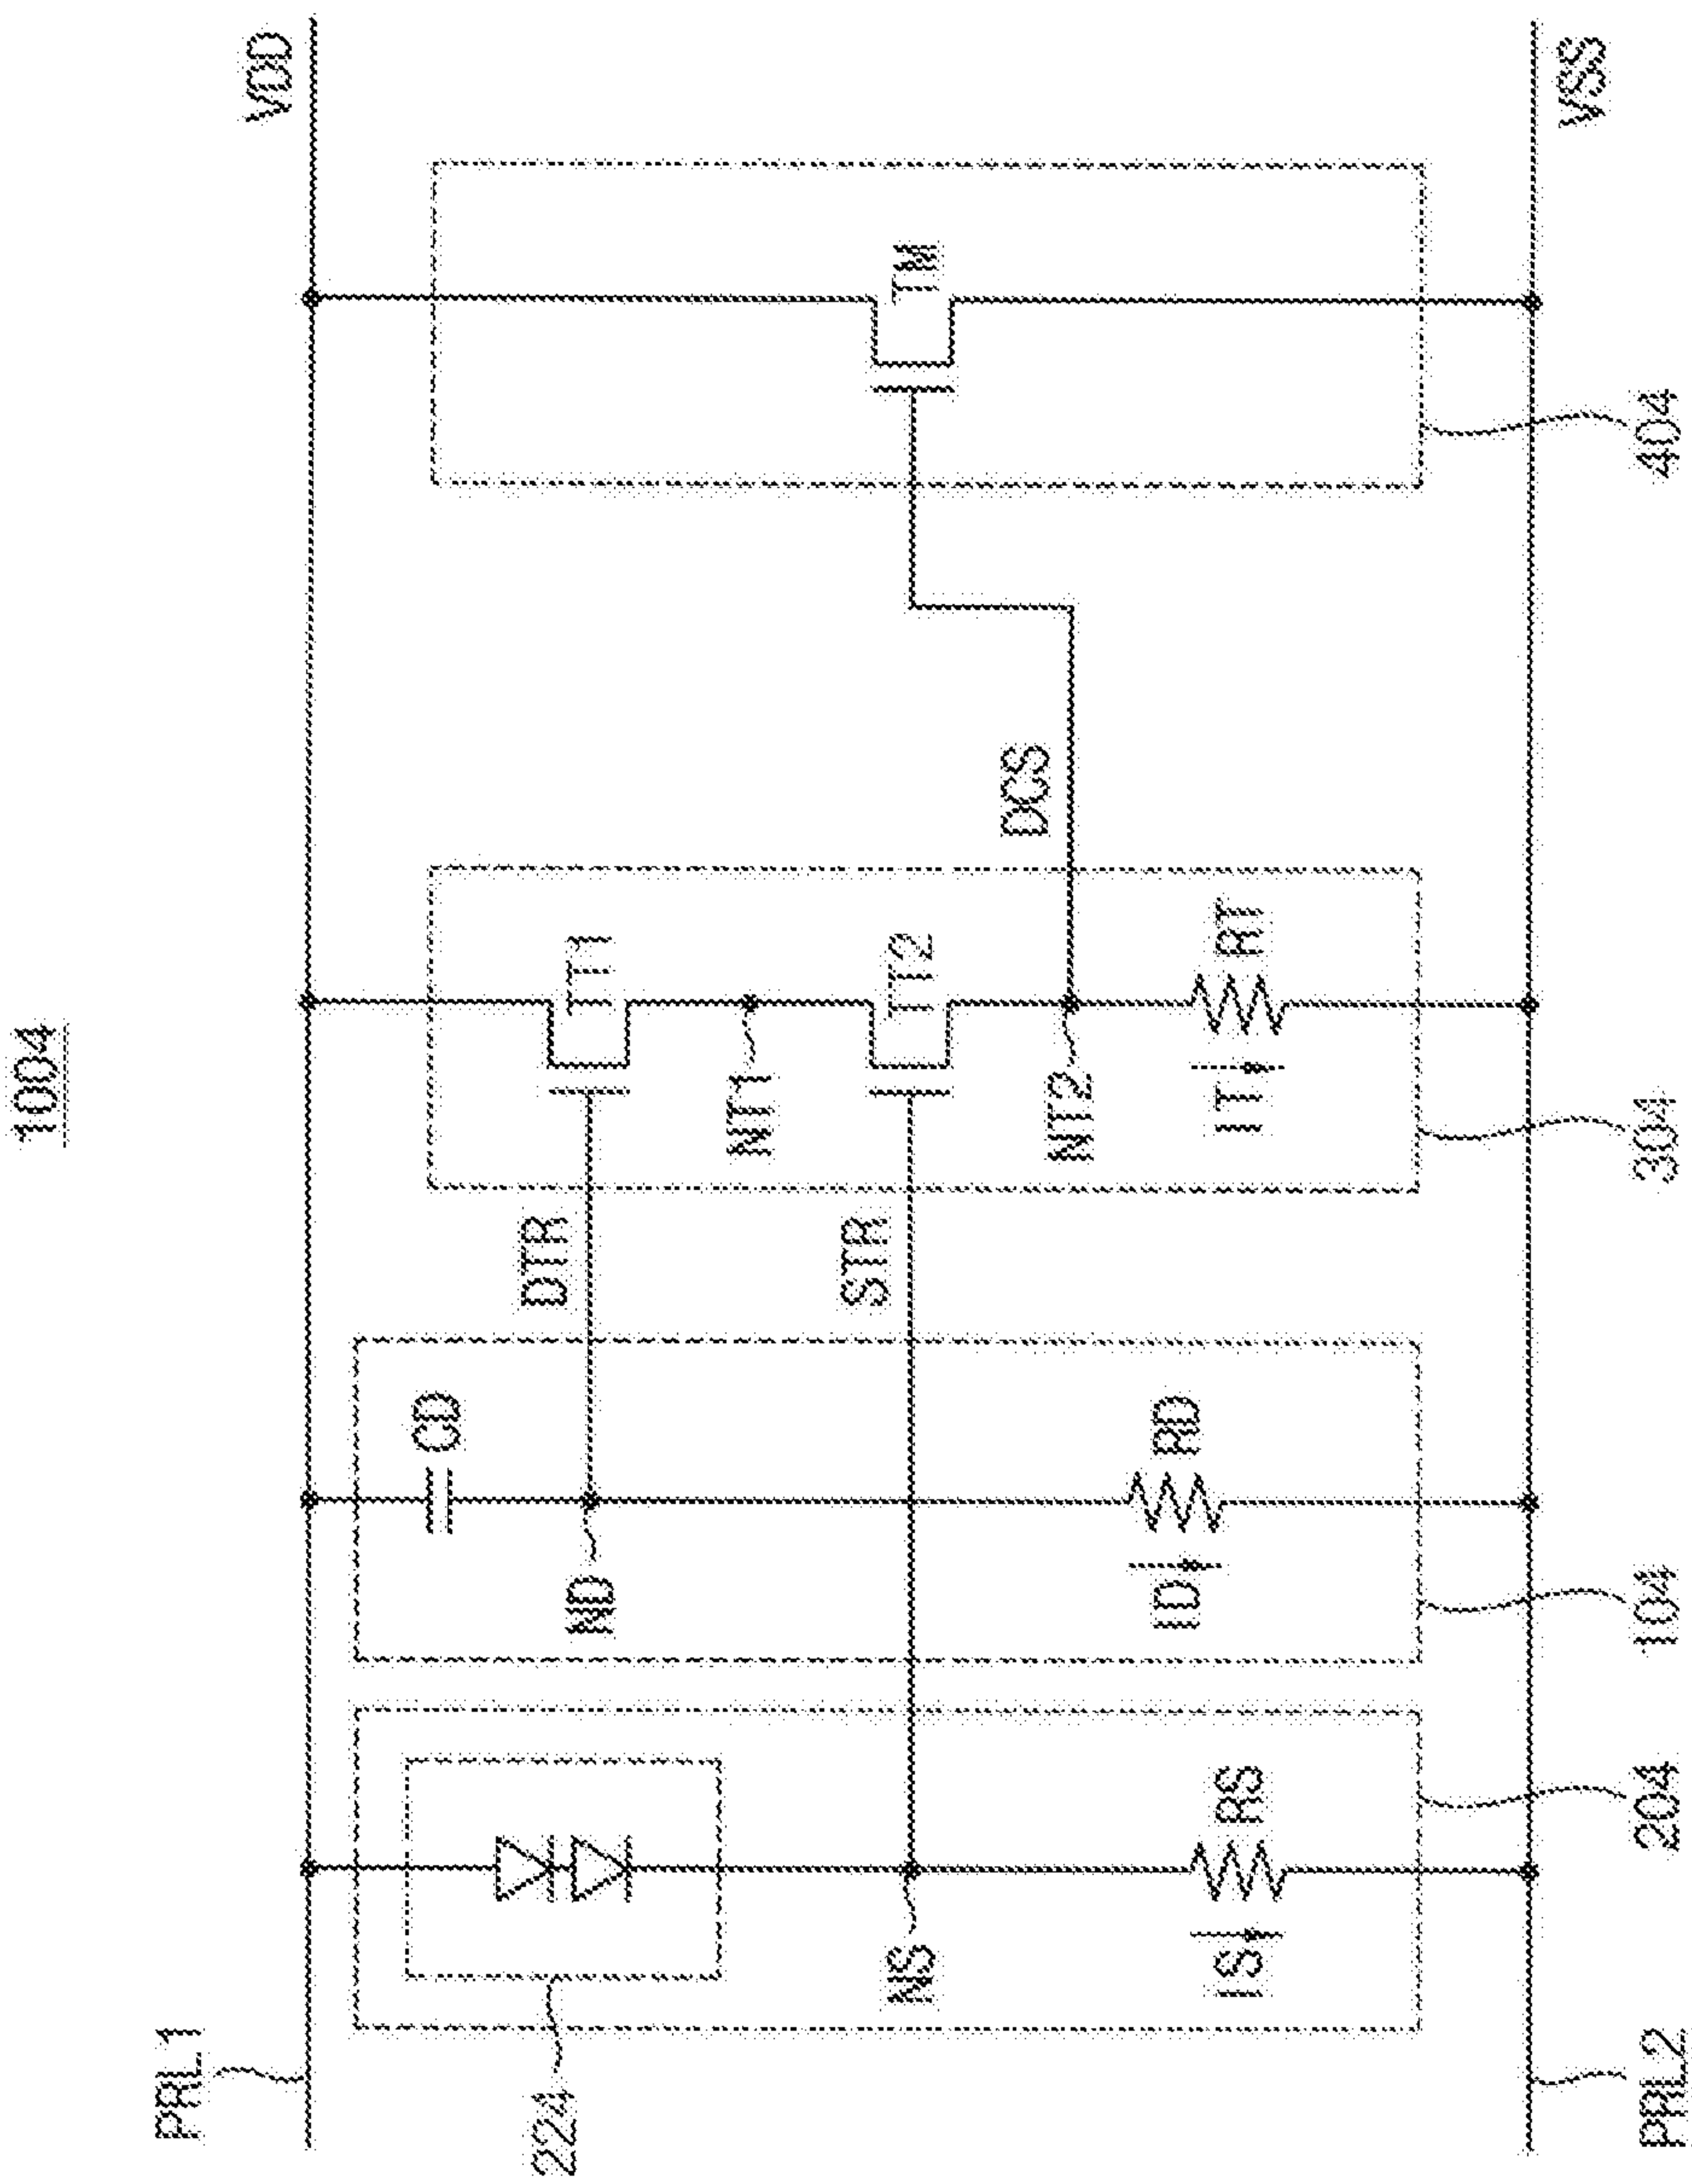 1004
PRL1
VDD
224
CD
TT1
DTR
ND
NT1
STR
TT2
TM
NS
DCS
NT2
ID
RD
IS
RS
IT
RT
PRL2
204
104
304
404
VSS